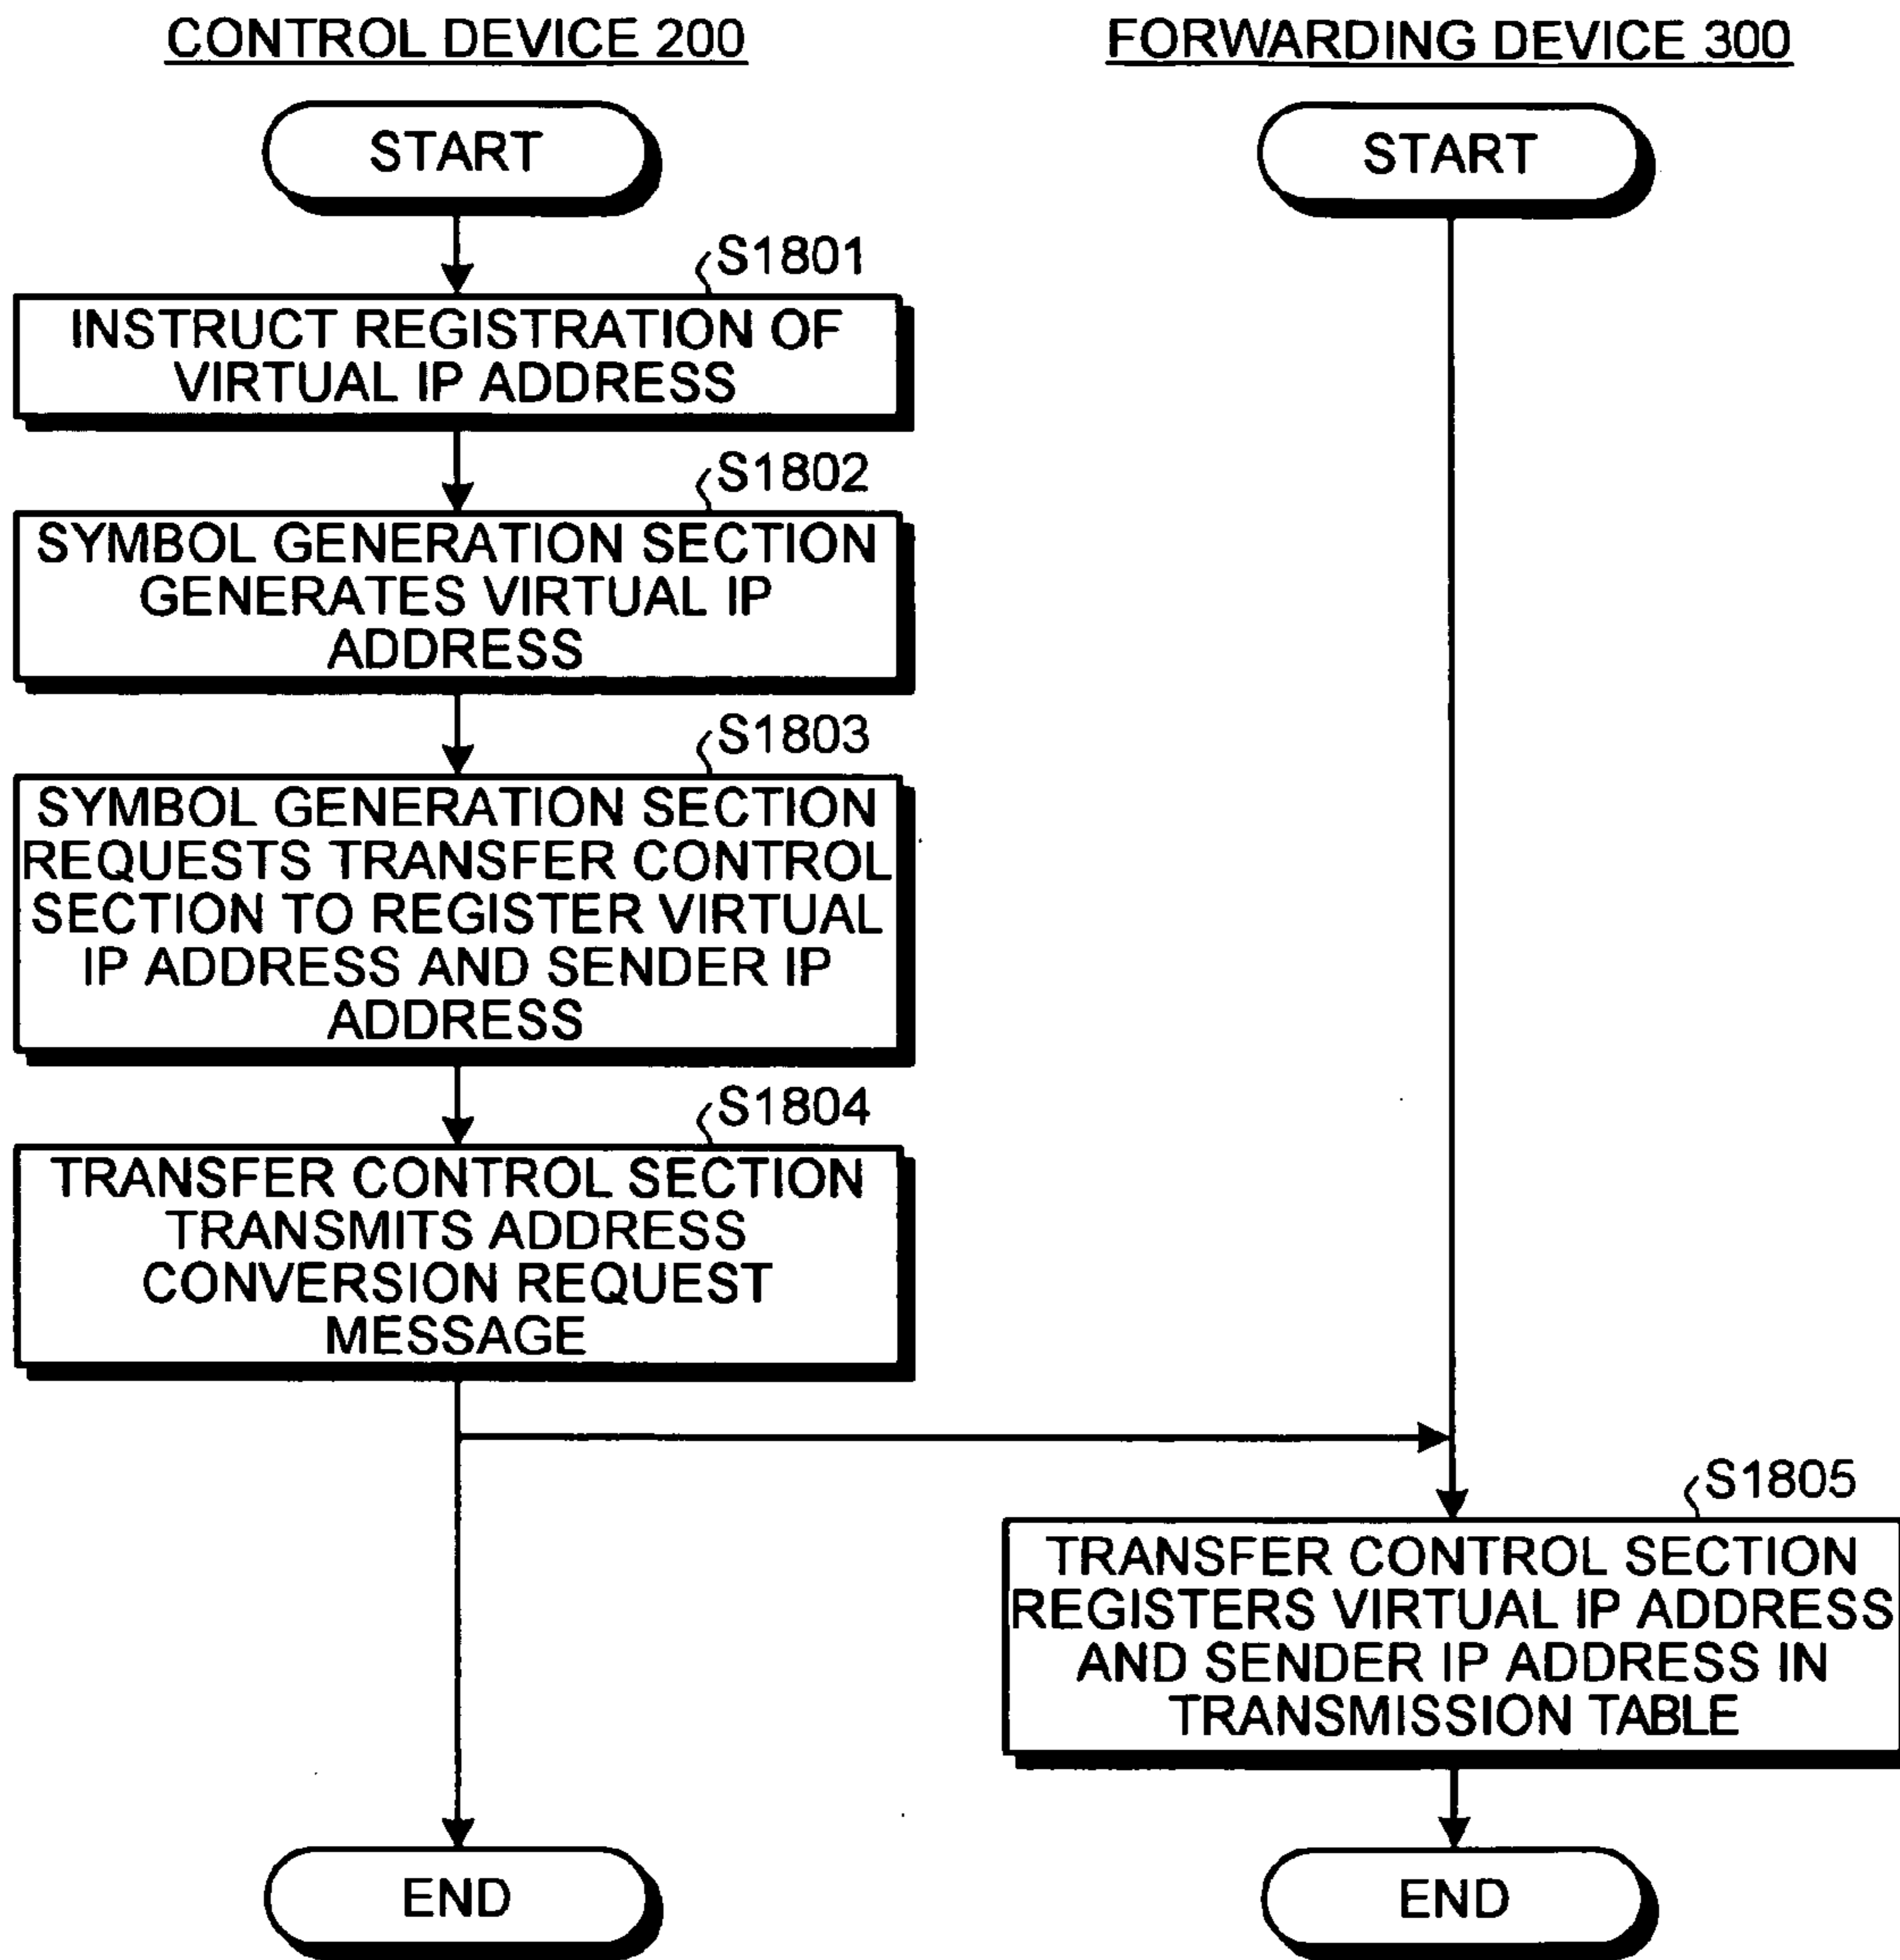 CONTROL DEVICE 200
FORWARDING DEVICE 300
START
START
S1801
INSTRUCT REGISTRATION OF
VIRTUAL IP ADDRESS
S1802
SYMBOL GENERATION SECTION
GENERATES VIRTUAL IP
ADDRESS
S1803
SYMBOL GENERATION SECTION
REQUESTS TRANSFER CONTROL
SECTION TO REGISTER VIRTUAL
IP ADDRESS AND SENDER IP
ADDRESS
S1804
TRANSFER CONTROL SECTION
TRANSMITS ADDRESS
CONVERSION REQUEST
MESSAGE
S1805
TRANSFER CONTROL SECTION
REGISTERS VIRTUAL IP ADDRESS
AND SENDER IP ADDRESS IN
TRANSMISSION TABLE
END
END